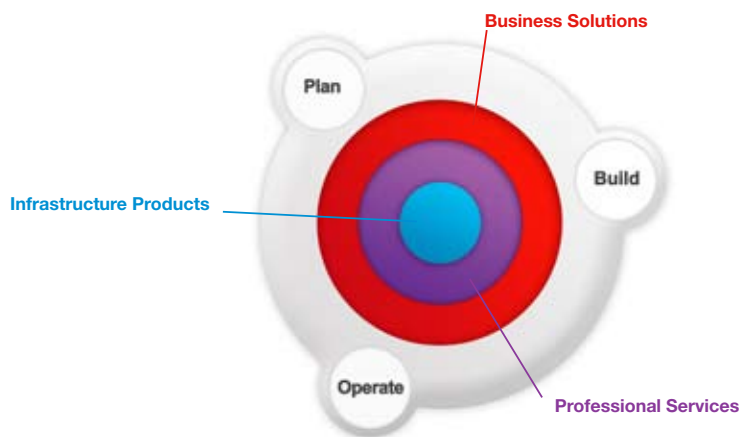 Business Solutions
Plan
Build
Infrastructure Products
Operate
Professional Services